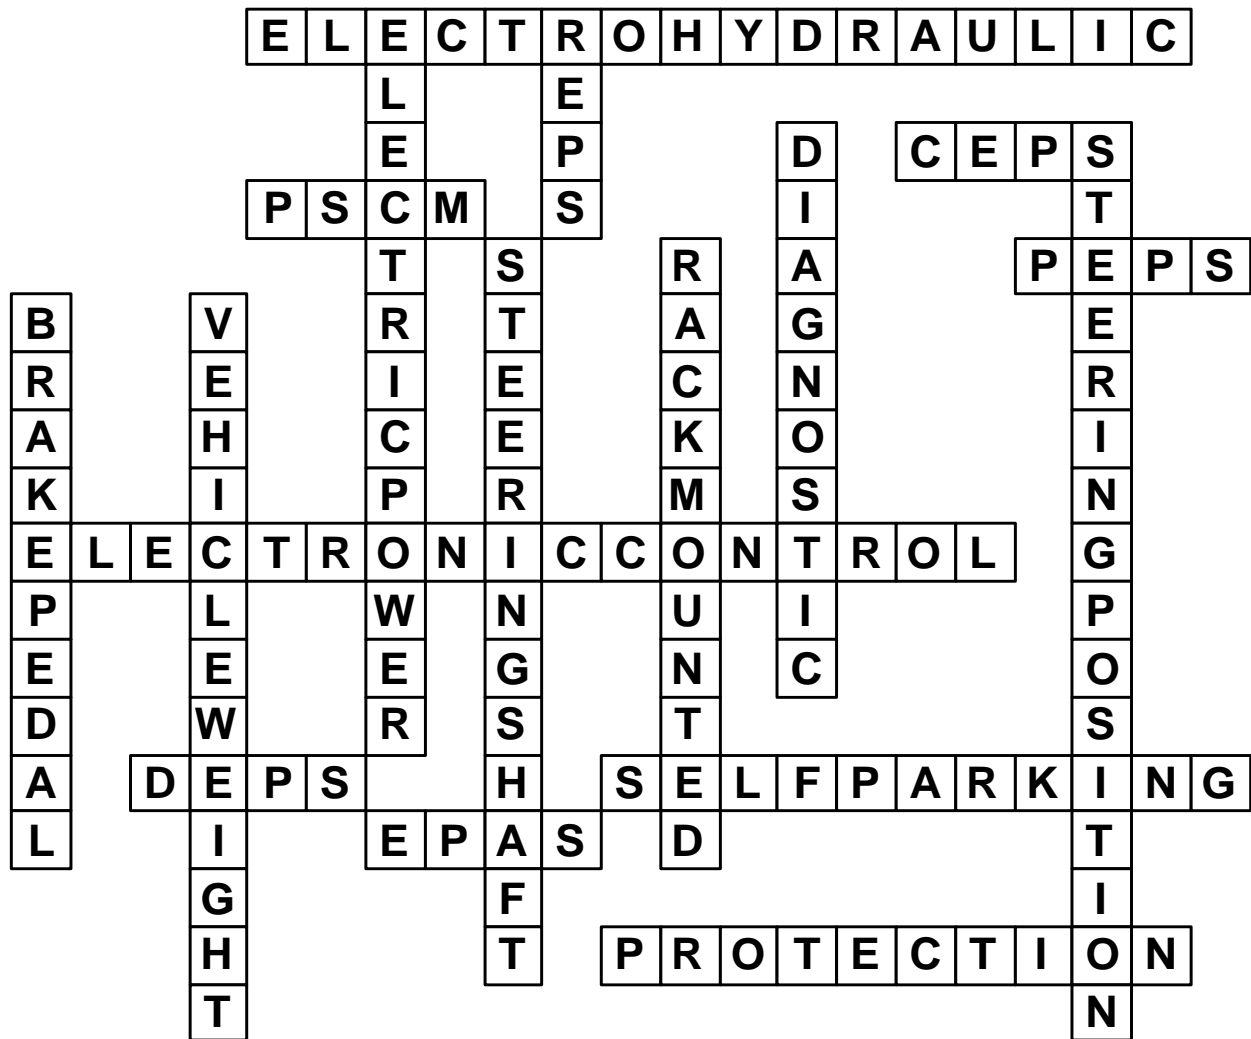 ELECTROHYDRAULIC
L E
E P D CEPS
PSCM S I T
T S R A PEPS
B V R T A G E
R E I E C N R
A H C E K O I
K I P R M S N
ELECTRONICCONTROL G
P L W N U I P
E E E G N C O
D W R S T S
A DEPS H SELFPARKING
L I EPAS D T
G F I
H T PROTECTION
T N